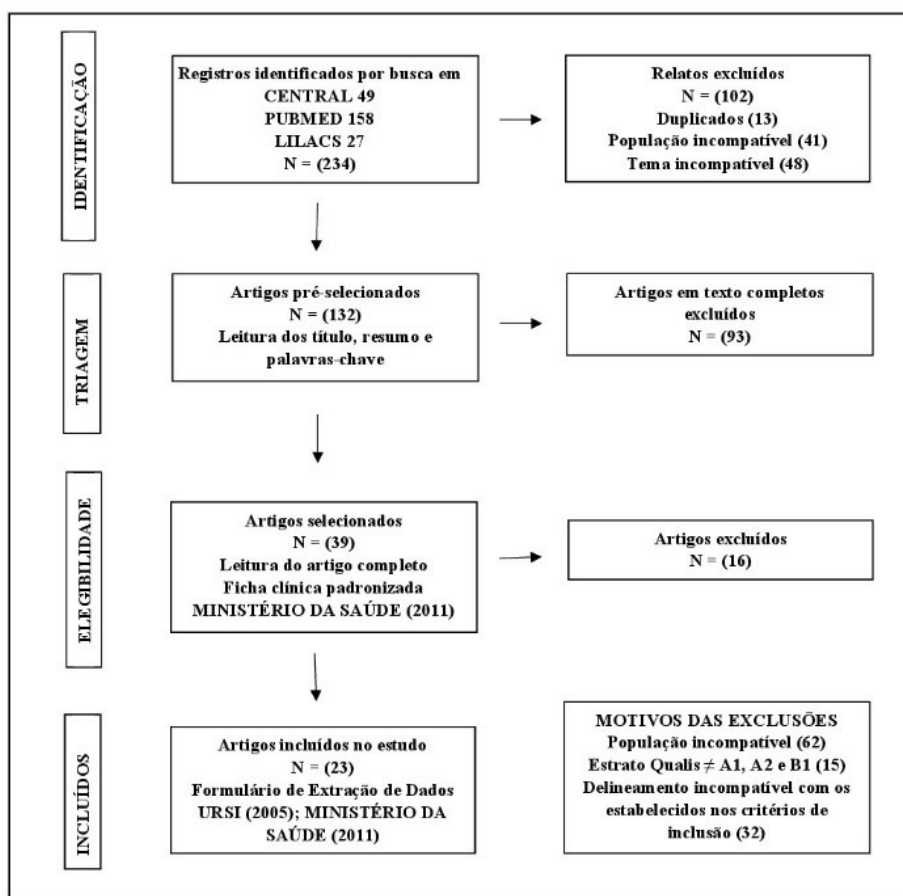 IDENTIFICAÇÃO
Registros identificados por busca em
CENTRAL 49
PUBMED 158
LILACS 27
N = (234)
Relatos excluídos
N = (102)
Duplicados (13)
População incompatível (41)
Tema incompatível (48)
TRIAGEM
Artigos pré-selecionados
N = (132)
Leitura dos título, resumo e
palavras-chave
Artigos em texto completos
excluídos
N = (93)
ELEGIBILIDADE
Artigos selecionados
N = (39)
Leitura do artigo completo
Ficha clínica padronizada
MINISTÉRIO DA SAÚDE (2011)
Artigos excluídos
N = (16)
INCLUÍDOS
Artigos incluídos no estudo
N = (23)
Formulário de Extração de Dados
URSI (2005); MINISTÉRIO DA
SAÚDE (2011)
MOTIVOS DAS EXCLUSÕES
População incompatível (62)
Estrato Qualis ≠ A1, A2 e B1 (15)
Delineamento incompatível com os
estabelecidos nos critérios de
inclusão (32)